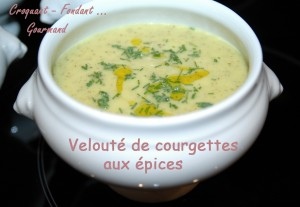 Croquant - Fondant ...
Gourmand
Velouté de courgettes
aux épices